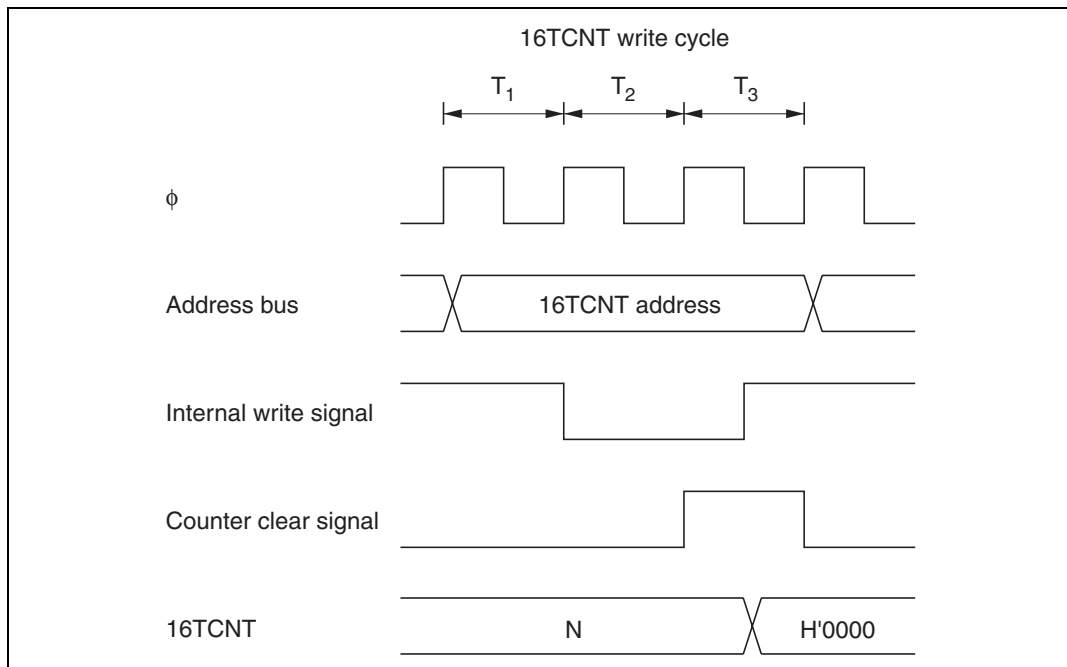 16TCNT write cycle
T1 T2 T3
φ
Address bus 16TCNT address
Internal write signal
Counter clear signal
16TCNT N H'0000